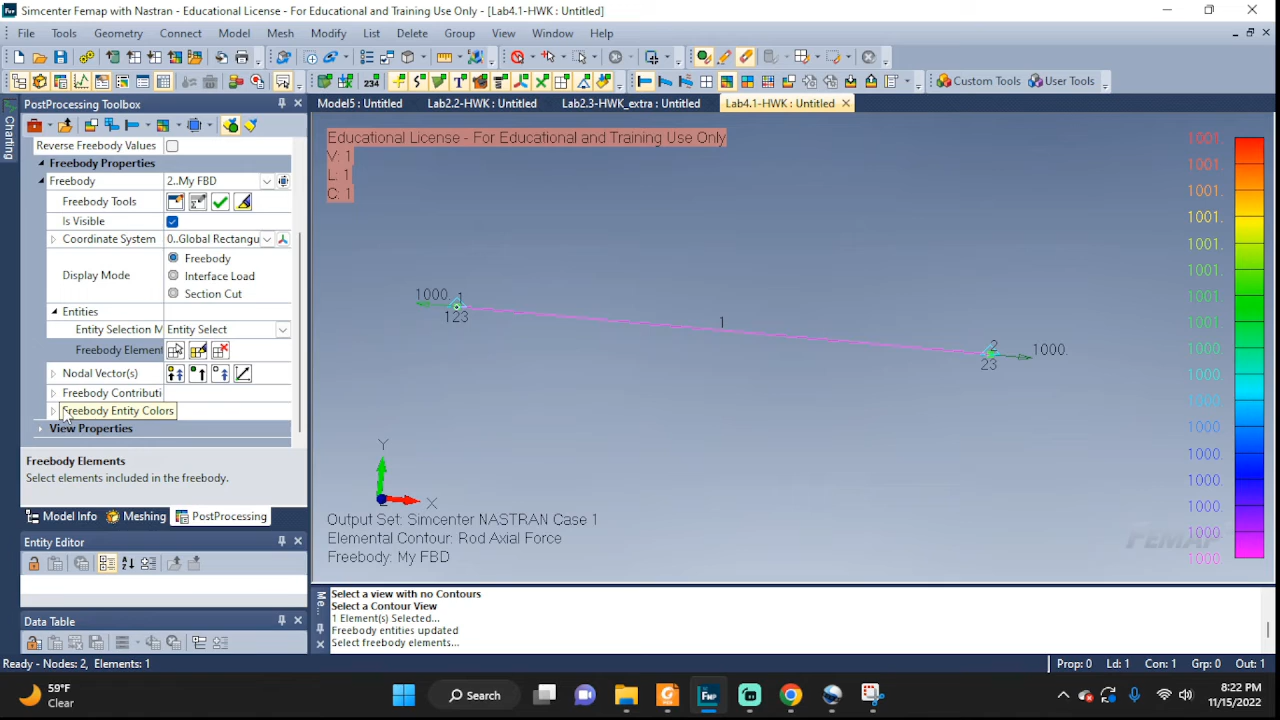 Simcenter Femap with Nastran - Educational License - For Educational and Training Use Only - [Lab4.1-HWK : Untitled]
File Tools Geometry Connect Model Mesh Modify List Delete Group View Window Help
234
Custom Tools User Tools
PostProcessing Toolbox
Model5 : Untitled Lab2.2-HWK : Untitled Lab2.3-HWK_extra : Untitled Lab4.1-HWK : Untitled
Charting
Reverse Freebody Values
Freebody Properties
Freebody 2..My FBD
Freebody Tools
Is Visible
Coordinate System 0..Global Rectangu
Display Mode
Freebody
Interface Load
Section Cut
Entities
Entity Selection M Entity Select
Freebody Element
Nodal Vector(s)
Freebody Contributi
Freebody Entity Colors
View Properties
Freebody Elements
Select elements included in the freebody.
Model Info Meshing PostProcessing
Entity Editor
Data Table
Educational License - For Educational and Training Use Only
V: 1
L: 1
C: 1
1000. 1
123
1
2 1000.
23
Y
X
Output Set: Simcenter NASTRAN Case 1
Elemental Contour: Rod Axial Force
Freebody: My FBD
1001.
1001.
1001.
1001.
1001.
1001.
1001.
1001.
1000.
1000.
1000.
1000.
1000.
1000.
1000.
1000.
1000.
FEMAP
Me...
Select a view with no Contours
Select a Contour View
1 Element(s) Selected...
Freebody entities updated
Select freebody elements...
Ready - Nodes: 2, Elements: 1
Prop: 0 Ld: 1 Con: 1 Grp: 0 Out: 1
59°F
Clear
Search
8:22 PM
11/15/2022